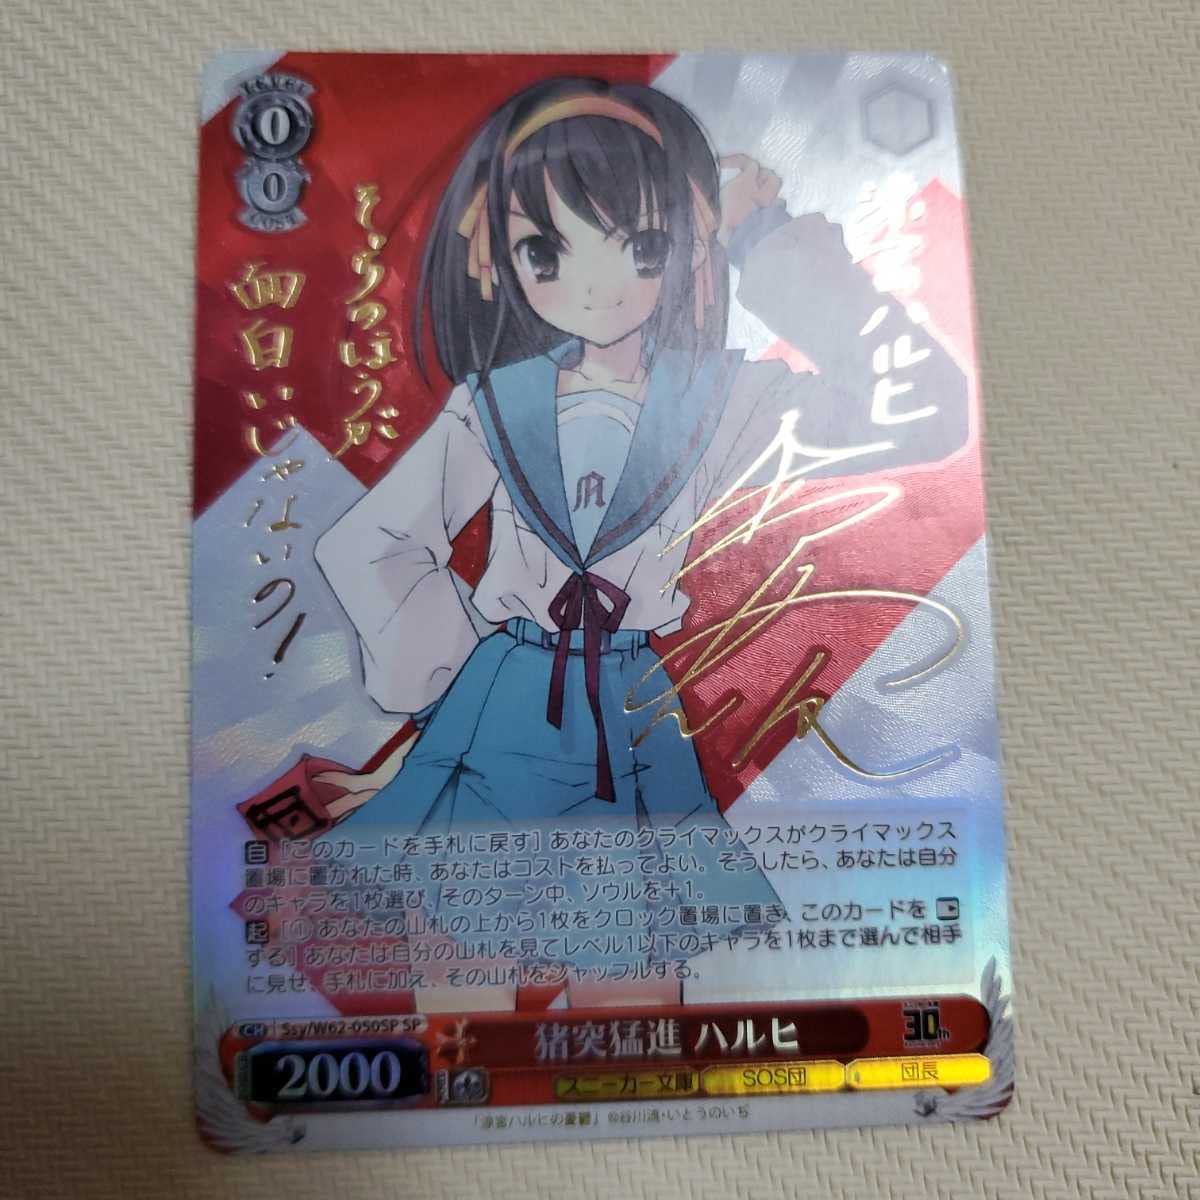 LEVEL
0
0
COST
涼宮ハルヒ
そっちのほうが
面白いじゃないの!
団
自 [このカードを手札に戻す] あなたのクライマックスがクライマックス
置場に置かれた時、あなたはコストを払ってよい。そうしたら、あなたは自分
のキャラを1枚選び、そのターン中、ソウルを+1。
起 [① あなたの山札の上から1枚をクロック置場に置き、このカードを
する] あなたは自分の山札を見てレベル1以下のキャラを1枚まで選んで相手
に見せ、手札に加え、その山札をシャッフルする。
CH Ssy/W62-050SP SP
猪突猛進 ハルヒ
30th
2000
スニーカー文庫 SOS団 団長
「涼宮ハルヒの憂鬱」 ©谷川流・いとうのいぢ